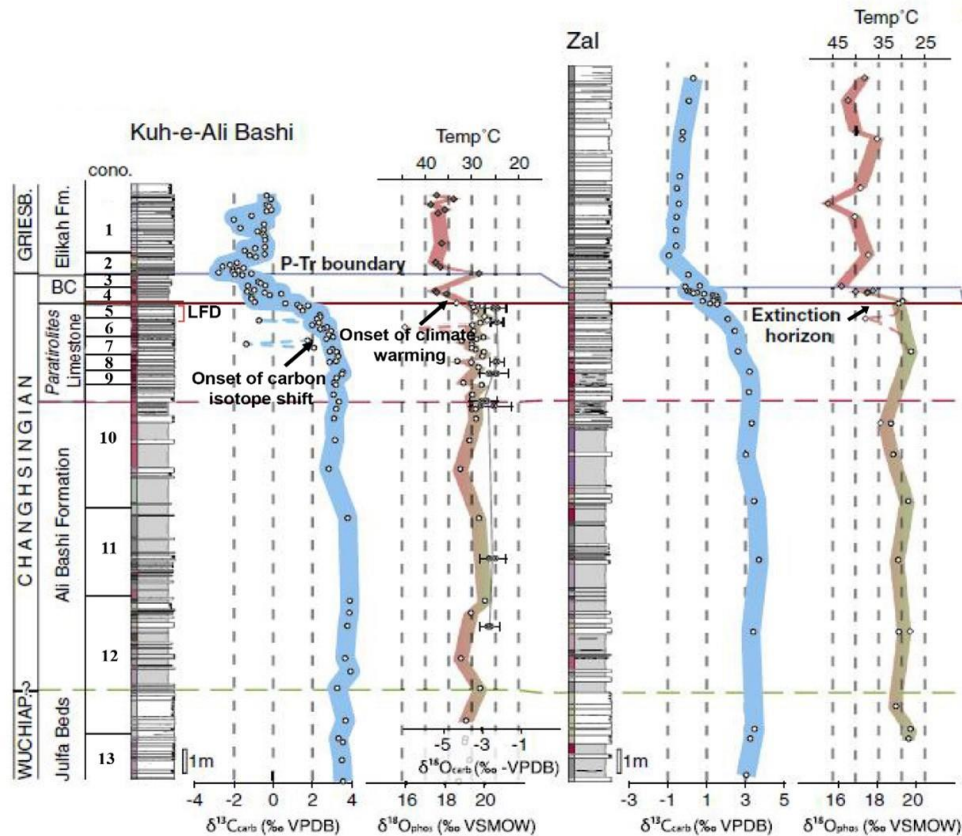 Temp°C
Zal
45 35 25
Kuh-e-Ali Bashi
Temp°C
cono.
40 30 20
GRIESB.
Elikah Fm.
1
2
P-Tr boundary
BC
3
4
LFD
5
Paratirolites
Limestone
6
7
8
9
Onset of climate
warming
Extinction
horizon
Onset of carbon
isotope shift
CHANGHSINGIAN
10
Ali Bashi Formation
11
12
WUCHIAP.?
Julfa Beds
13
1m
1m
-5 -3 -1
δ¹⁸Ocarb (‰ -VPDB)
-4 -2 0 2 4
16 18 20
-3 -1 1 3 5
16 18 20
δ¹³Ccarb (‰ VPDB)
δ¹⁸Ophos (‰ VSMOW)
δ¹³Ccarb (‰ VPDB)
δ¹⁸Ophos (‰ VSMOW)